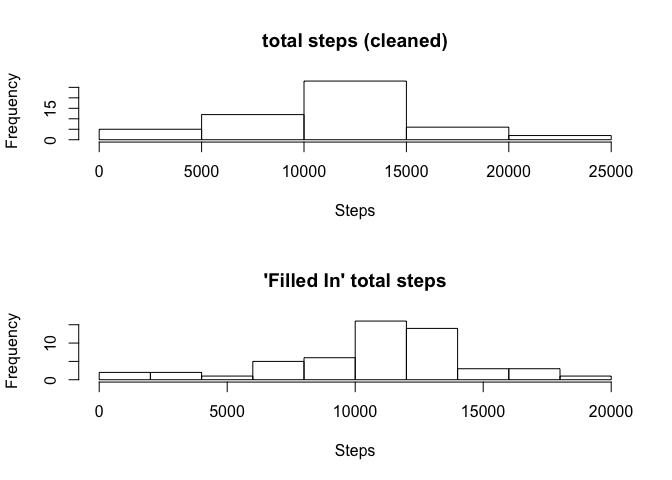 total steps (cleaned)
Frequency
15
0
0 5000 10000 15000 20000 25000
Steps
'Filled In' total steps
Frequency
10
0
0 5000 10000 15000 20000
Steps